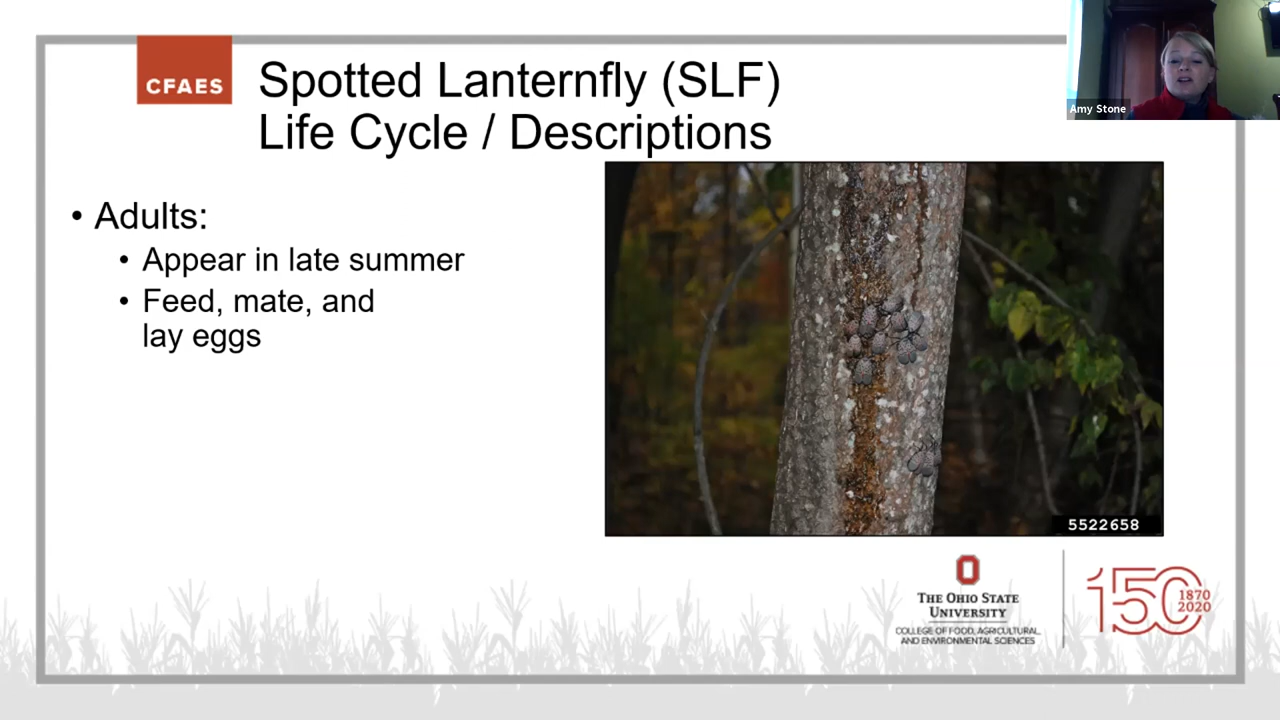 CFAES
Spotted Lanternfly (SLF)
Life Cycle / Descriptions
Amy Stone
• Adults:
• Appear in late summer
• Feed, mate, and
lay eggs
5522658
THE OHIO STATE
UNIVERSITY
COLLEGE OF FOOD, AGRICULTURAL,
AND ENVIRONMENTAL SCIENCES
150
1870
2020